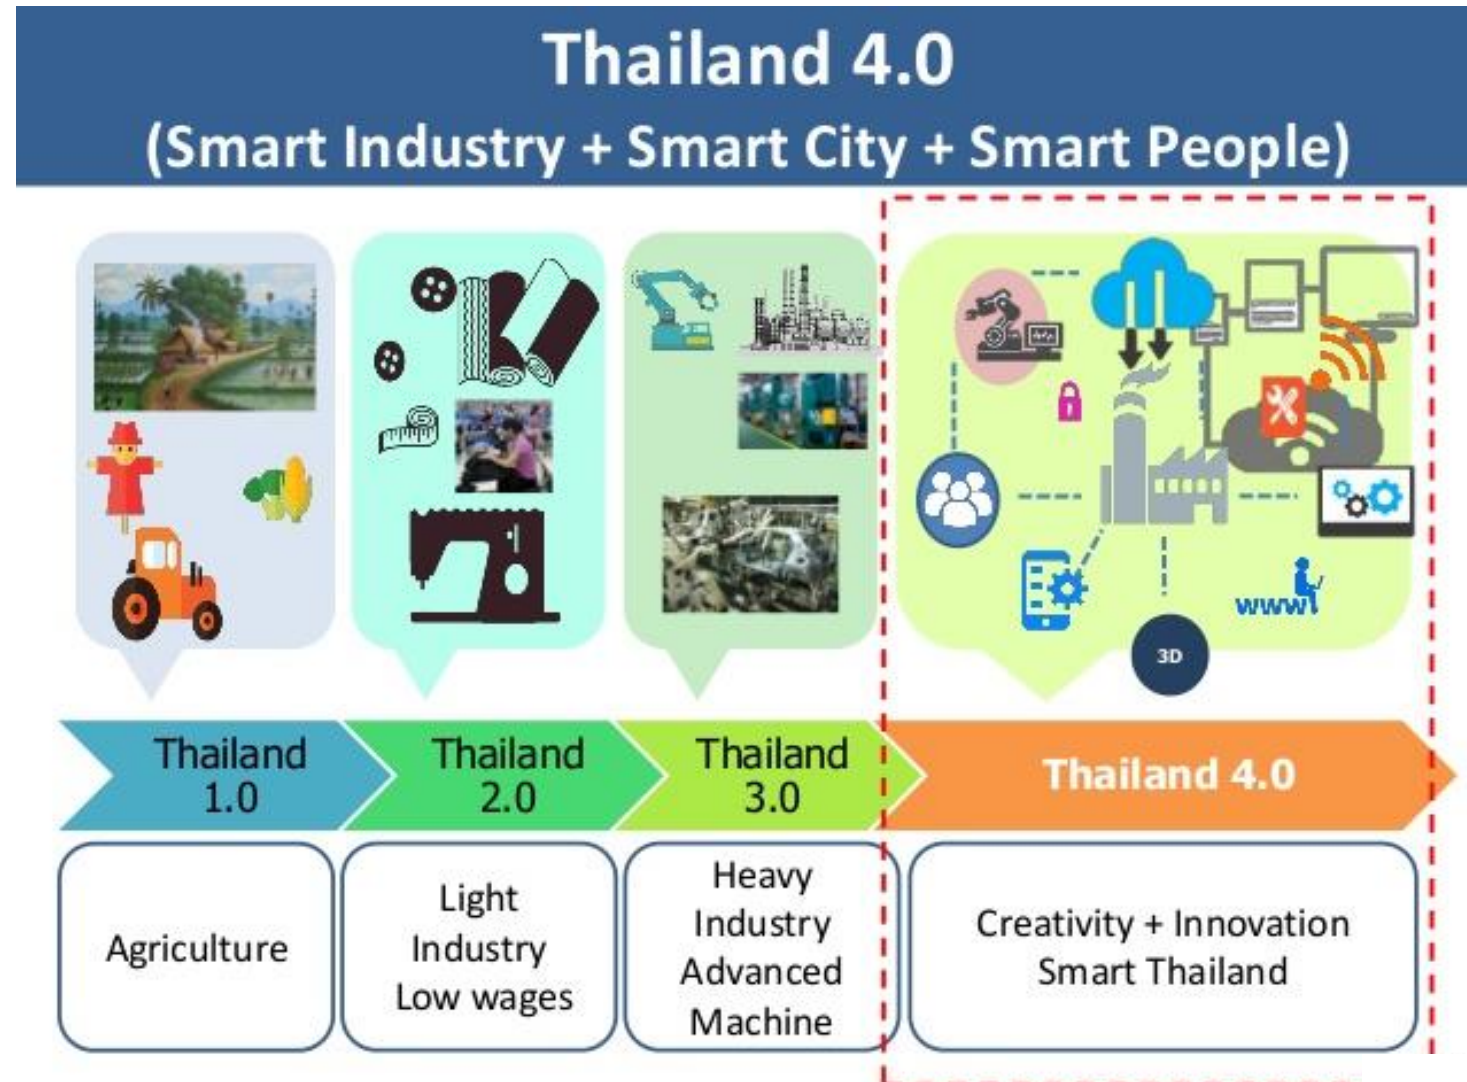 Thailand 4.0
(Smart Industry + Smart City + Smart People)
www
3D
Thailand
1.0
Thailand
2.0
Thailand
3.0
Thailand 4.0
Agriculture
Light
Industry
Low wages
Heavy
Industry
Advanced
Machine
Creativity + Innovation
Smart Thailand